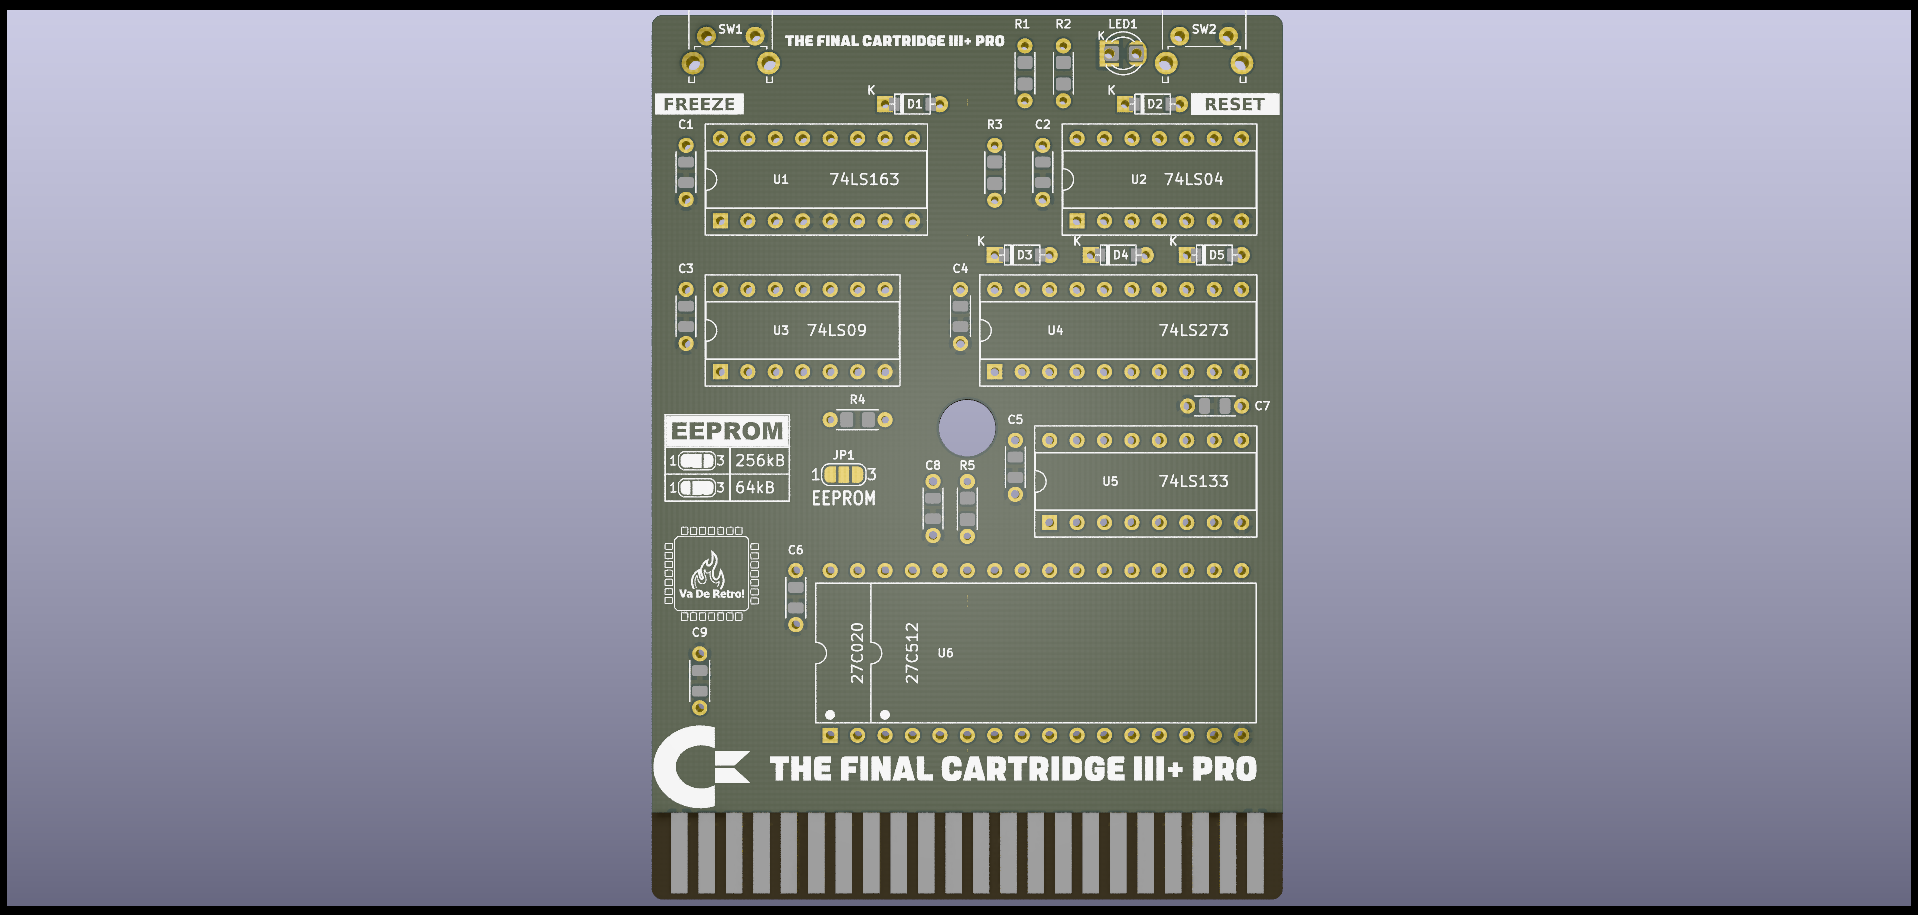 SW1
THE FINAL CARTRIDGE III+ PRO
R1
R2
LED1
K
SW2
FREEZE
K
D1
K
D2
RESET
C1
U1
74LS163
R3
C2
U2
74LS04
K
D3
K
D4
K
D5
C3
U3
74LS09
C4
U4
74LS273
R4
C7
EEPROM
1 3 256kB
1 3 64kB
JP1
1 3
EEPROM
C8
R5
C5
U5
74LS133
Va De Retro!
C6
C9
27C020
27C512
U6
THE FINAL CARTRIDGE III+ PRO